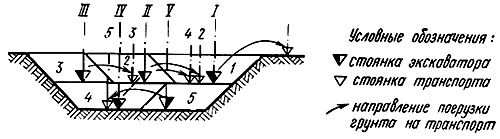 III IV II V I
5 3 4 2
3 2 1
4 5
Условные обозначения:
стоянка экскаватора
стоянка транспорта
направление погрузки
грунта на транспорт